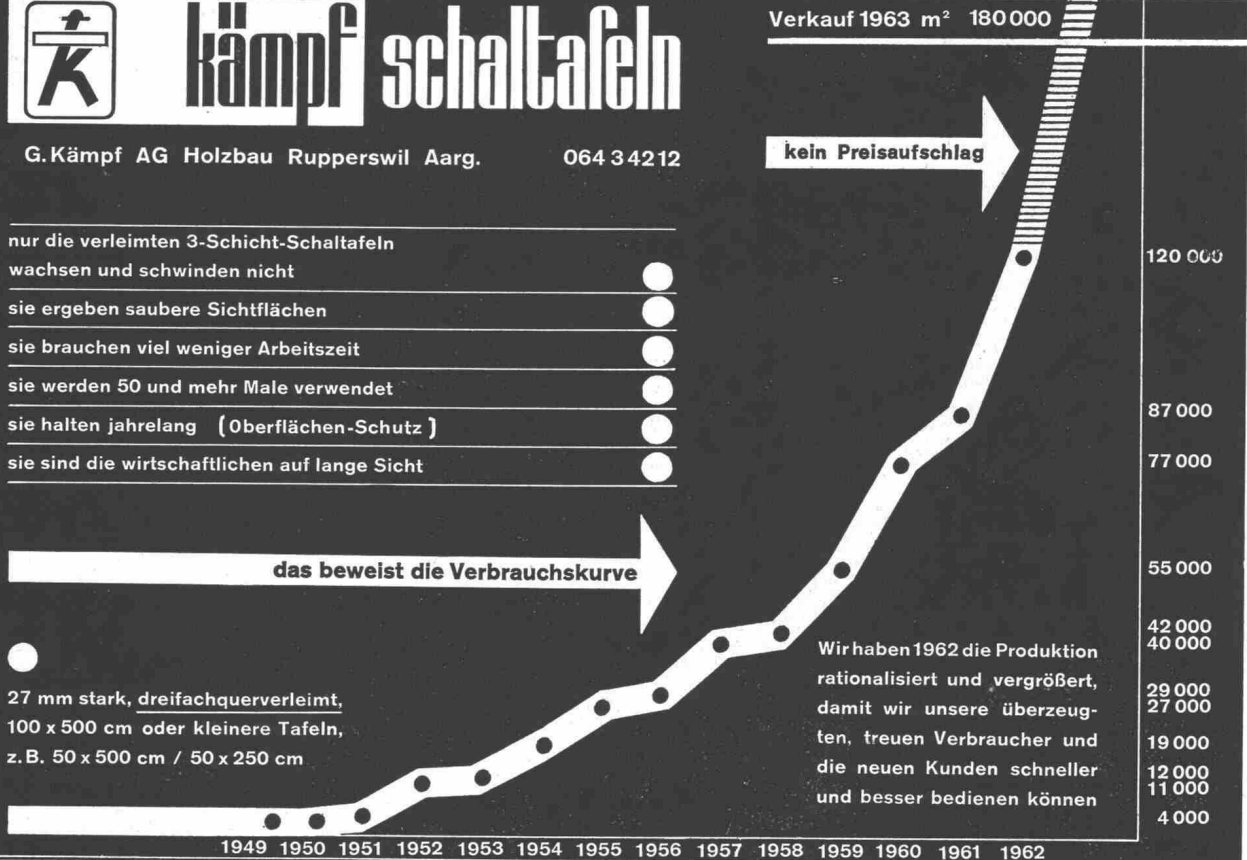 kämpf schaltafeln
G. Kämpf AG Holzbau Rupperswil Aarg. 064 3 42 12
nur die verleimten 3-Schicht-Schaltafeln
wachsen und schwinden nicht
sie ergeben saubere Sichtflächen
sie brauchen viel weniger Arbeitszeit
sie werden 50 und mehr Male verwendet
sie halten jahrelang (Oberflächen-Schutz)
sie sind die wirtschaftlichen auf lange Sicht
das beweist die Verbrauchskurve
27 mm stark, dreifachquerverleimt,
100 x 500 cm oder kleinere Tafeln,
z.B. 50 x 500 cm / 50 x 250 cm
Verkauf 1963 m² 180 000
kein Preisaufschlag
Wir haben 1962 die Produktion
rationalisiert und vergrößert,
damit wir unsere überzeug-
ten, treuen Verbraucher und
die neuen Kunden schneller
und besser bedienen können
120 000
87 000
77 000
55 000
42 000
40 000
29 000
27 000
19 000
12 000
11 000
4 000
1949 1950 1951 1952 1953 1954 1955 1956 1957 1958 1959 1960 1961 1962